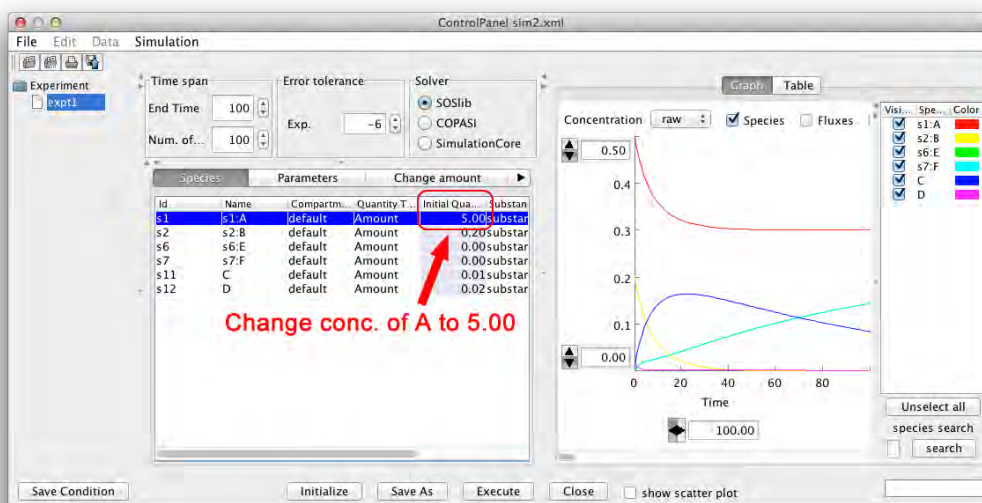 ControlPanel sim2.xml
File Edit Data Simulation
Experiment
expt1
Time span
End Time 100
Num. of... 100
Error tolerance
Exp. -6
Solver
SOSlib
COPASI
SimulationCore
Species Parameters Change amount
Id Name Compartm... Quantity T... Initial Qua... Substan
s1 s1:A default Amount 5.00 substar
s2 s2:B default Amount 0.20 substar
s6 s6:E default Amount 0.00 substar
s7 s7:F default Amount 0.00 substar
s11 C default Amount 0.01 substar
s12 D default Amount 0.02 substar
Change conc. of A to 5.00
Graph Table
Concentration raw Species Fluxes
0.50
0.4
0.3
0.2
0.1
0.00
0 20 40 60 80
Time
100.00
Visi... Spe... Color
s1:A
s2:B
s6:E
s7:F
C
D
Unselect all
species search
search
Save Condition Initialize Save As Execute Close show scatter plot